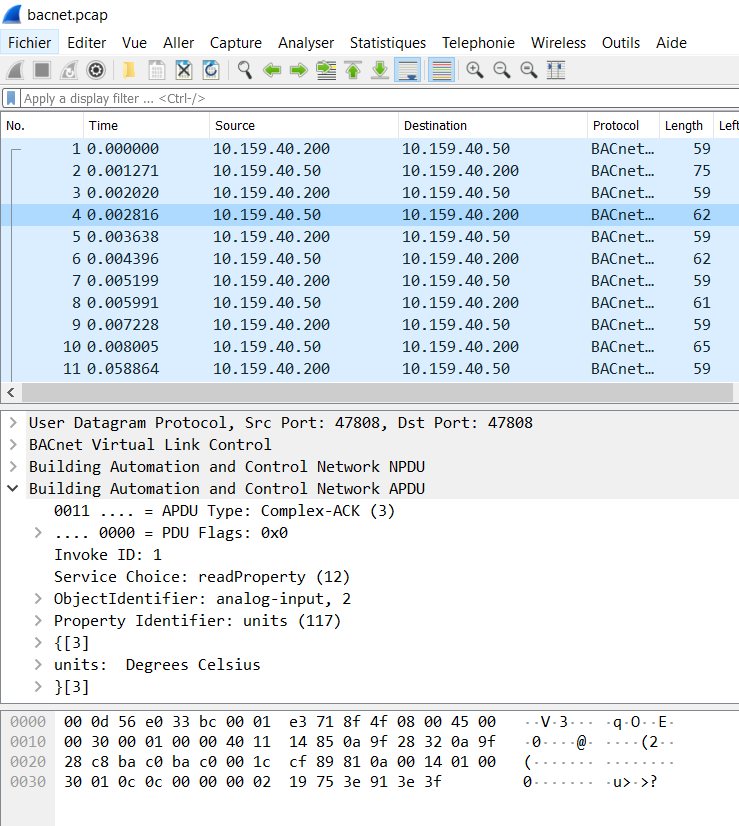 bacnet.pcap
Fichier Editer Vue Aller Capture Analyser Statistiques Telephonie Wireless Outils Aide
Apply a display filter ... <Ctrl-/>
No. Time Source Destination Protocol Length Left
1 0.000000 10.159.40.200 10.159.40.50 BACnet… 59
2 0.001271 10.159.40.50 10.159.40.200 BACnet… 75
3 0.002020 10.159.40.200 10.159.40.50 BACnet… 59
4 0.002816 10.159.40.50 10.159.40.200 BACnet… 62
5 0.003638 10.159.40.200 10.159.40.50 BACnet… 59
6 0.004396 10.159.40.50 10.159.40.200 BACnet… 62
7 0.005199 10.159.40.200 10.159.40.50 BACnet… 59
8 0.005991 10.159.40.50 10.159.40.200 BACnet… 61
9 0.007228 10.159.40.200 10.159.40.50 BACnet… 59
10 0.008005 10.159.40.50 10.159.40.200 BACnet… 65
11 0.058864 10.159.40.200 10.159.40.50 BACnet… 59
User Datagram Protocol, Src Port: 47808, Dst Port: 47808
BACnet Virtual Link Control
Building Automation and Control Network NPDU
Building Automation and Control Network APDU
0011 .... = APDU Type: Complex-ACK (3)
.... 0000 = PDU Flags: 0x0
Invoke ID: 1
Service Choice: readProperty (12)
ObjectIdentifier: analog-input, 2
Property Identifier: units (117)
{[3]
units:  Degrees Celsius
}[3]
0000 00 0d 56 e0 33 bc 00 01 e3 71 8f 4f 08 00 45 00 ··V·3··· ·q·O··E·
0010 00 30 00 01 00 00 40 11 14 85 0a 9f 28 32 0a 9f ·0····@· ····(2··
0020 28 c8 ba c0 ba c0 00 1c cf 89 81 0a 00 14 01 00 (······· ········
0030 30 01 0c 0c 00 00 00 02 19 75 3e 91 3e 3f 0······· ·u>·>?